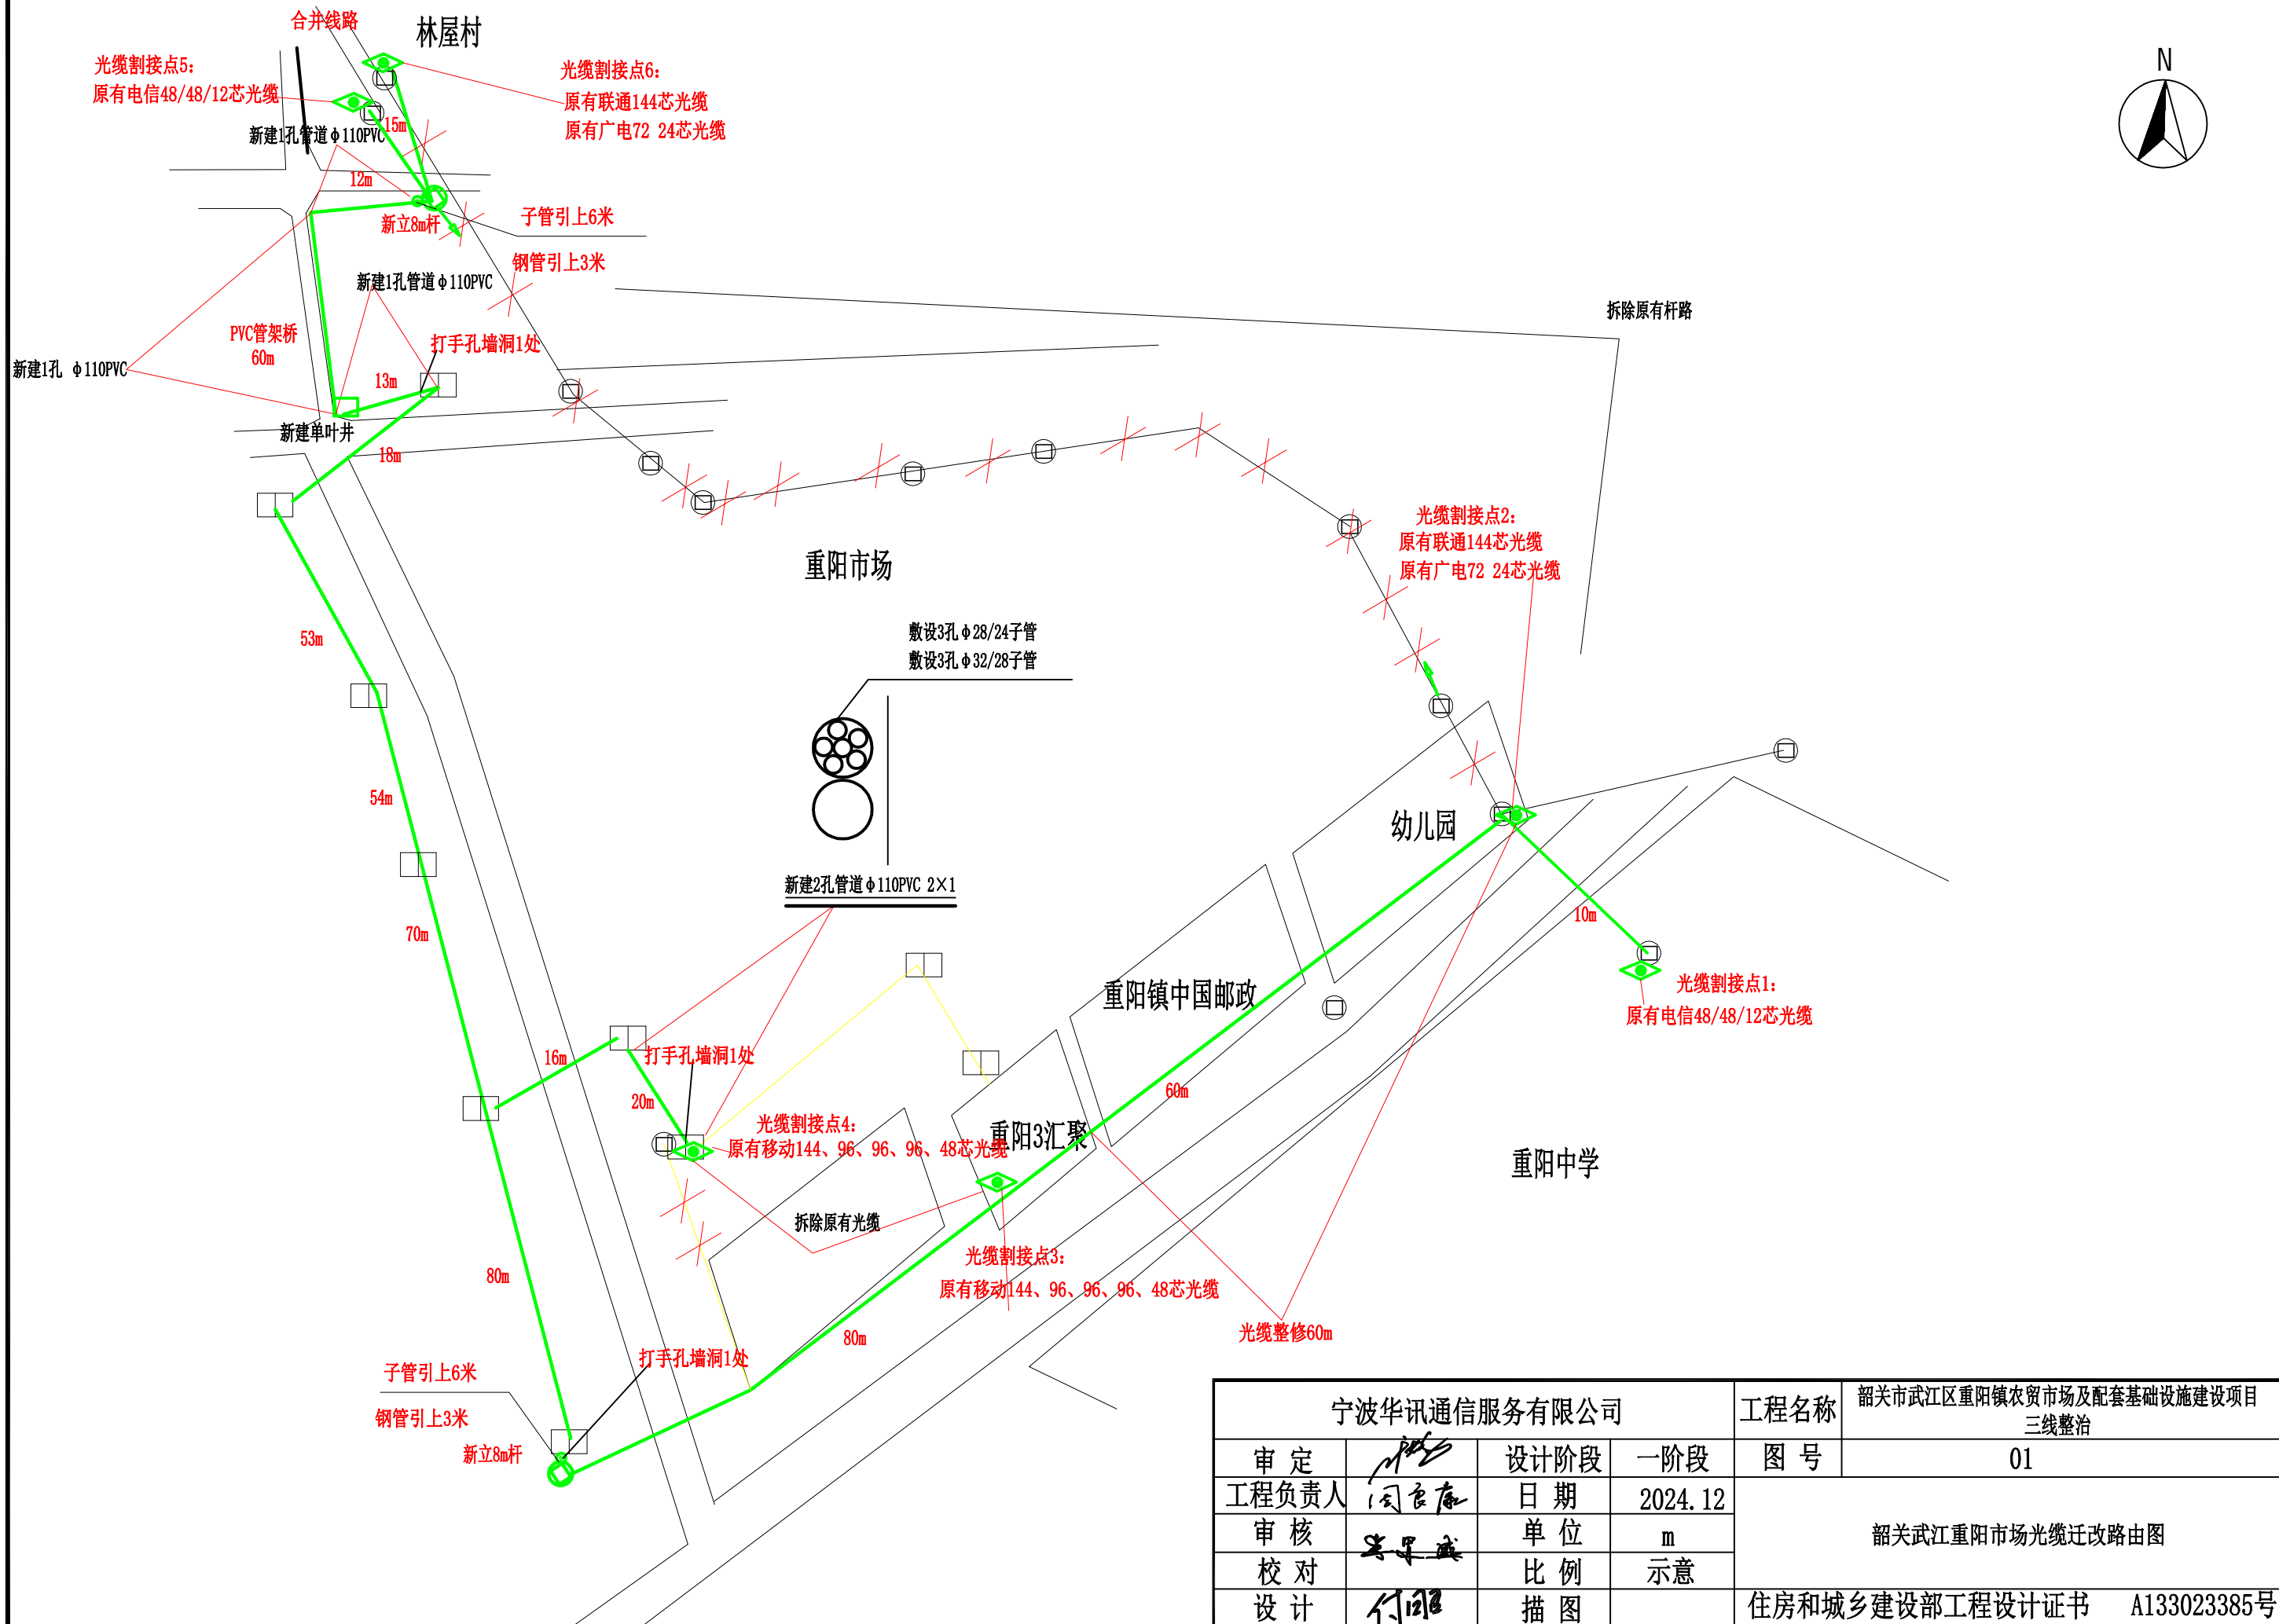 合并线路
林屋村
N
光缆割接点5：
原有电信48/48/12芯光缆
光缆割接点6：
原有联通144芯光缆
原有广电72 24芯光缆
15m
新建1孔管道φ110PVC
12m
新立8m杆
子管引上6米
钢管引上3米
新建1孔管道φ110PVC
拆除原有杆路
PVC管架桥
60m
打手孔墙洞1处
新建1孔 φ110PVC
13m
新建单叶井
18m
光缆割接点2：
原有联通144芯光缆
原有广电72 24芯光缆
重阳市场
53m
敷设3孔φ28/24子管
敷设3孔φ32/28子管
54m
幼儿园
新建2孔管道φ110PVC 2×1
70m
10m
光缆割接点1：
原有电信48/48/12芯光缆
重阳镇中国邮政
16m
打手孔墙洞1处
20m
60m
光缆割接点4：
原有移动144、96、96、96、48芯光缆
重阳3汇聚
重阳中学
拆除原有光缆
光缆割接点3：
原有移动144、96、96、96、48芯光缆
80m
80m
光缆整修60m
打手孔墙洞1处
子管引上6米
钢管引上3米
新立8m杆
宁波华讯通信服务有限公司
工程名称
韶关市武江区重阳镇农贸市场及配套基础设施建设项目
三线整治
审 定
设计阶段
一阶段
图 号
01
工程负责人
日 期
2024.12
审 核
单 位
m
韶关武江重阳市场光缆迁改路由图
校 对
比 例
示意
设 计
描 图
住房和城乡建设部工程设计证书 A133023385号